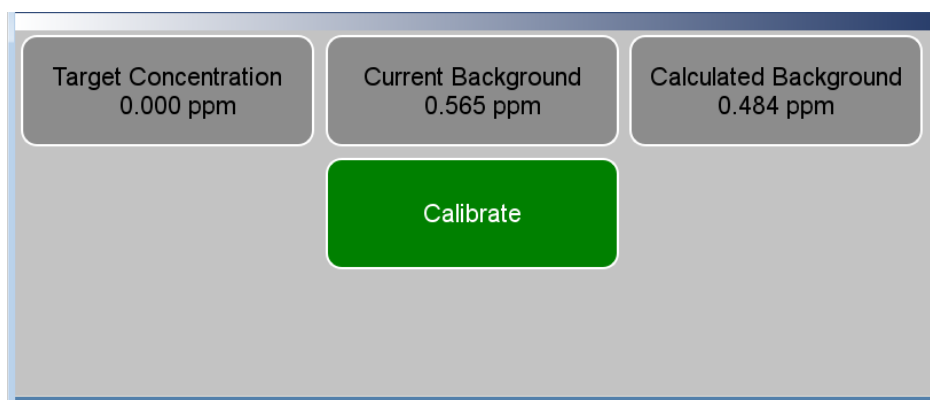 Target Concentration
0.000 ppm
Current Background
0.565 ppm
Calculated Background
0.484 ppm
Calibrate